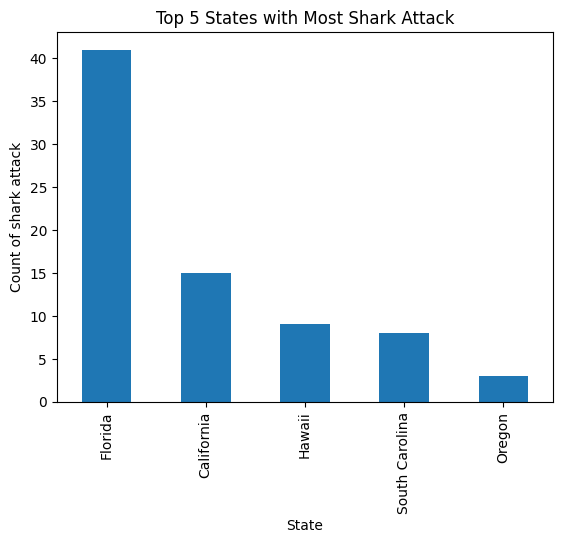 Top 5 States with Most Shark Attack
Count of shark attack
40
35
30
25
20
15
10
5
0
Florida
California
Hawaii
South Carolina
Oregon
State